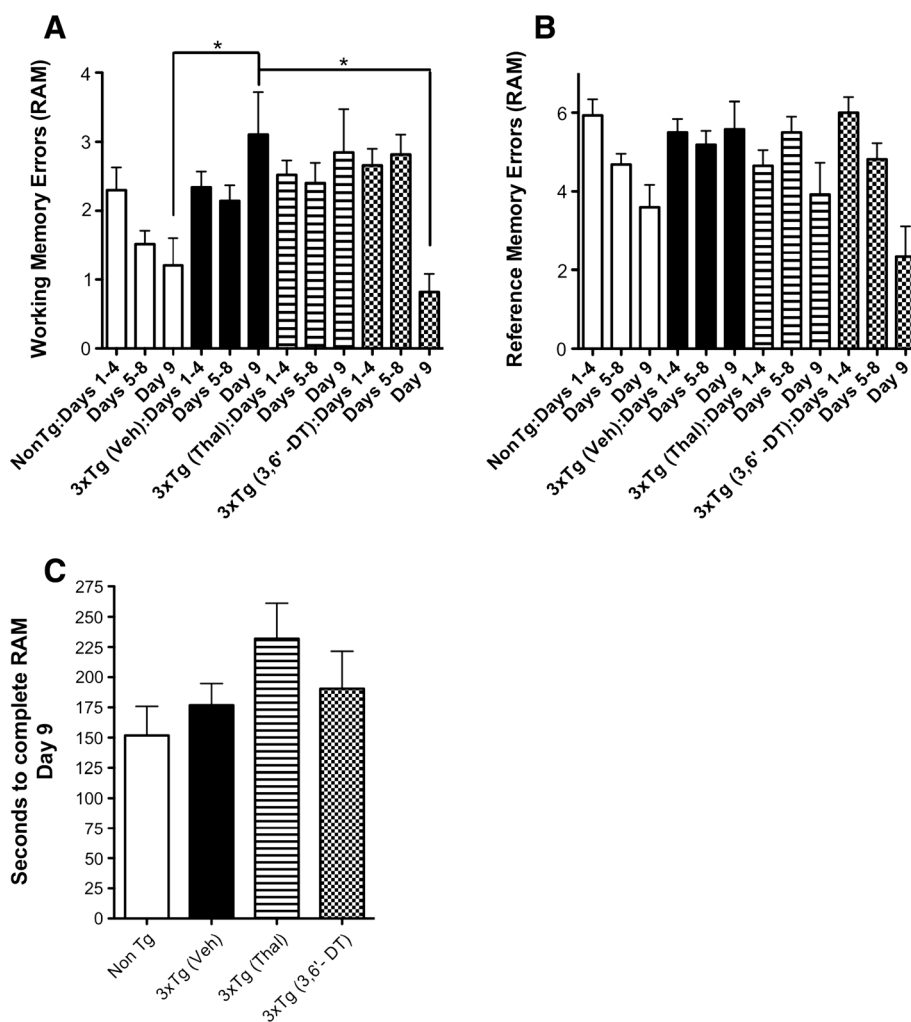 A
Working Memory Errors (RAM)
4
3
2
1
0
*
*
NonTg:Days 1-4
Days 5-8
Day 9
3xTg (Veh):Days 1-4
Days 5-8
Day 9
3xTg (Thal):Days 1-4
Days 5-8
Day 9
3xTg (3,6' -DT):Days 1-4
Days 5-8
Day 9
B
Reference Memory Errors (RAM)
6
4
2
0
NonTg:Days 1-4
Days 5-8
Day 9
3xTg (Veh):Days 1-4
Days 5-8
Day 9
3xTg (Thal):Days 1-4
Days 5-8
Day 9
3xTg (3,6' -DT):Days 1-4
Days 5-8
Day 9
C
Seconds to complete RAM
Day 9
275
250
225
200
175
150
125
100
75
50
25
0
Non Tg
3xTg (Veh)
3xTg (Thal)
3xTg (3,6'- DT)